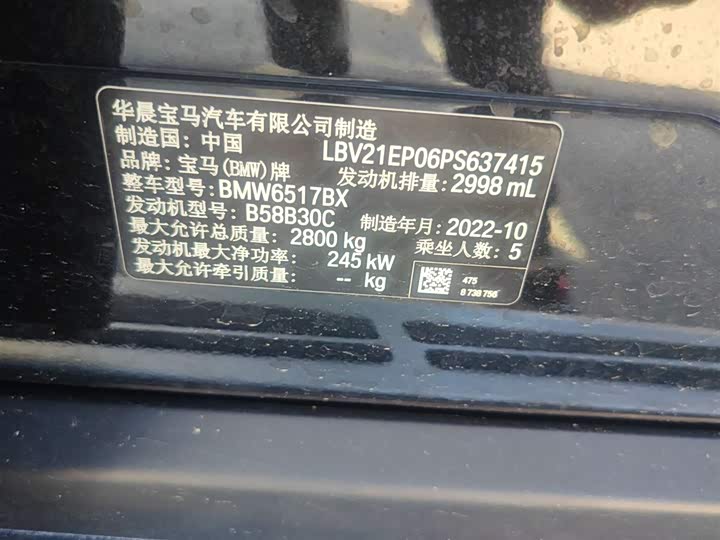 华晨宝马汽车有限公司制造
制造国: 中国 LBV21EP06PS637415
品牌: 宝马(BMW)牌 发动机排量: 2998 mL
整车型号: BMW6517BX
发动机型号: B58B30C 制造年月: 2022-10
最大允许总质量: 2800 kg 乘坐人数: 5
发动机最大净功率: 245 kW
最大允许牵引质量: -- kg
475
8 738 756